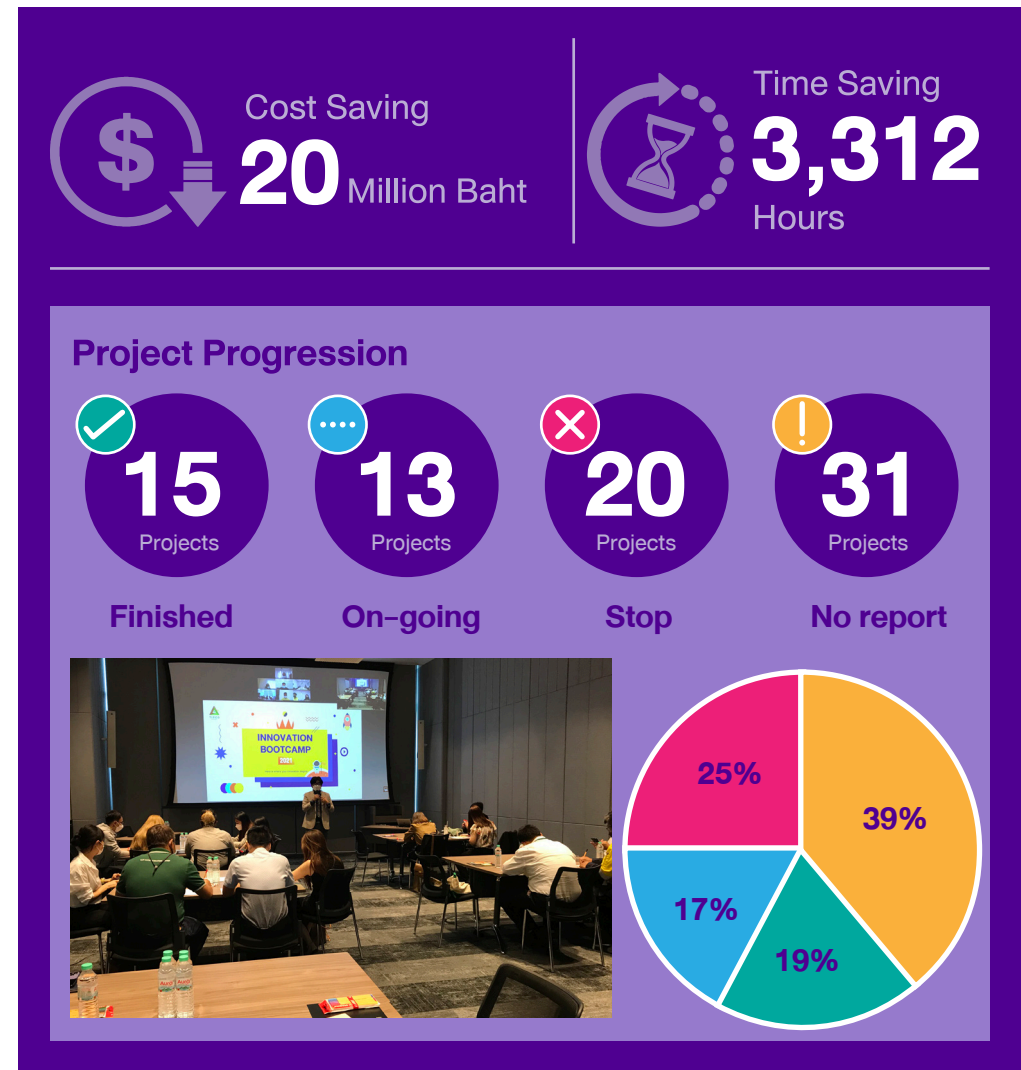 Cost Saving
20 Million Baht
Time Saving
3,312
Hours
Project Progression
15
Projects
Finished
13
Projects
On-going
20
Projects
Stop
31
Projects
No report
INNOVATION
BOOTCAMP
25%
39%
17%
19%